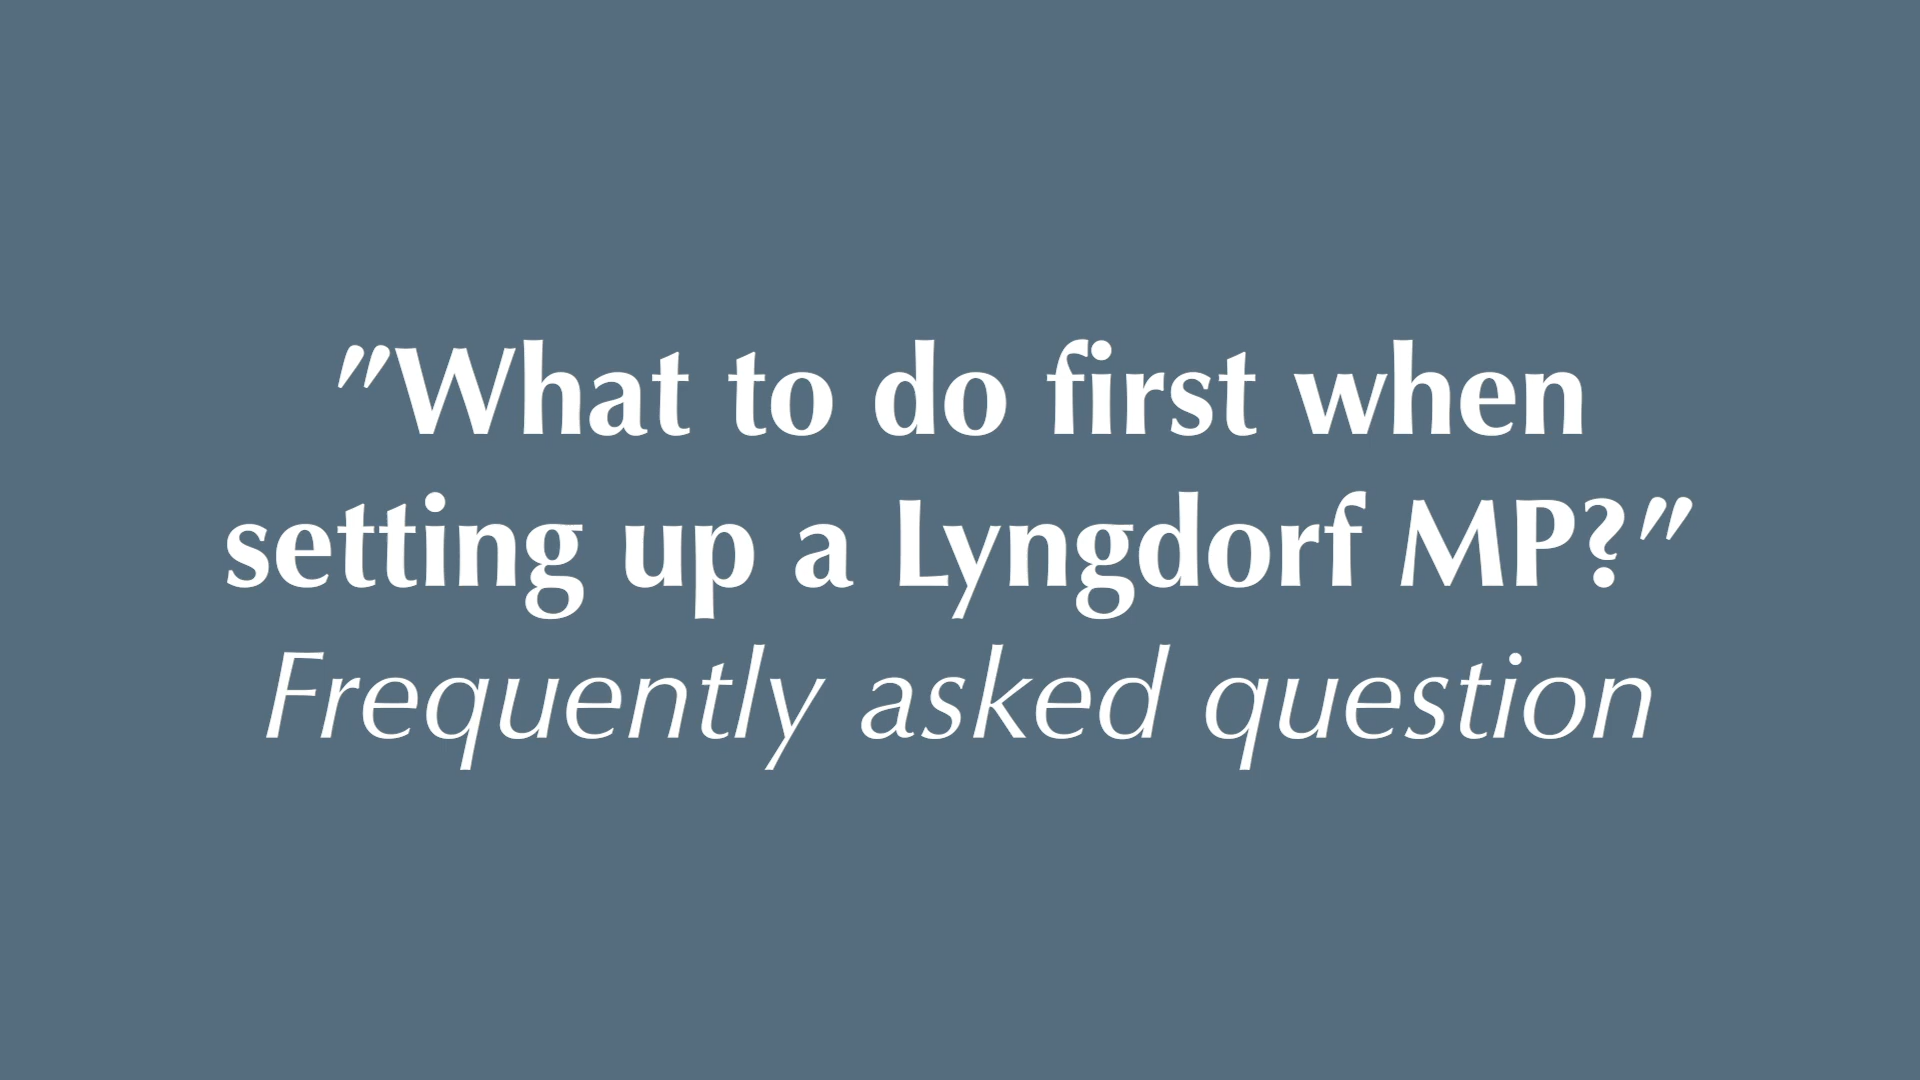 "What to do first when
setting up a Lyngdorf MP?"
Frequently asked question